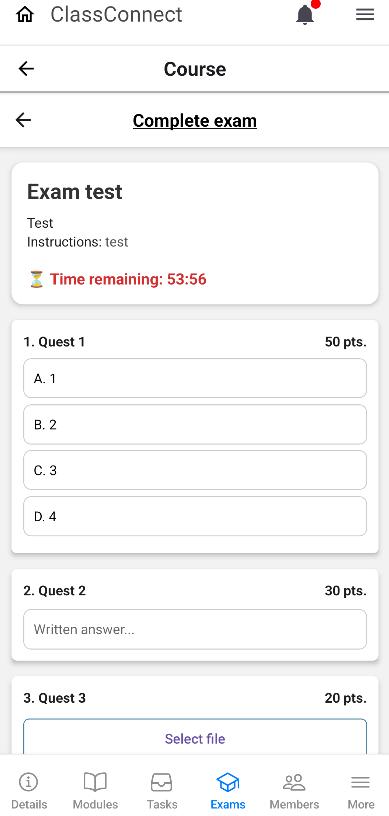 ClassConnect
Course
Complete exam
Exam test
Test
Instructions: test
⏳ Time remaining: 53:56
1. Quest 1 50 pts.
A. 1
B. 2
C. 3
D. 4
2. Quest 2 30 pts.
Written answer...
3. Quest 3 20 pts.
Select file
Details Modules Tasks Exams Members More